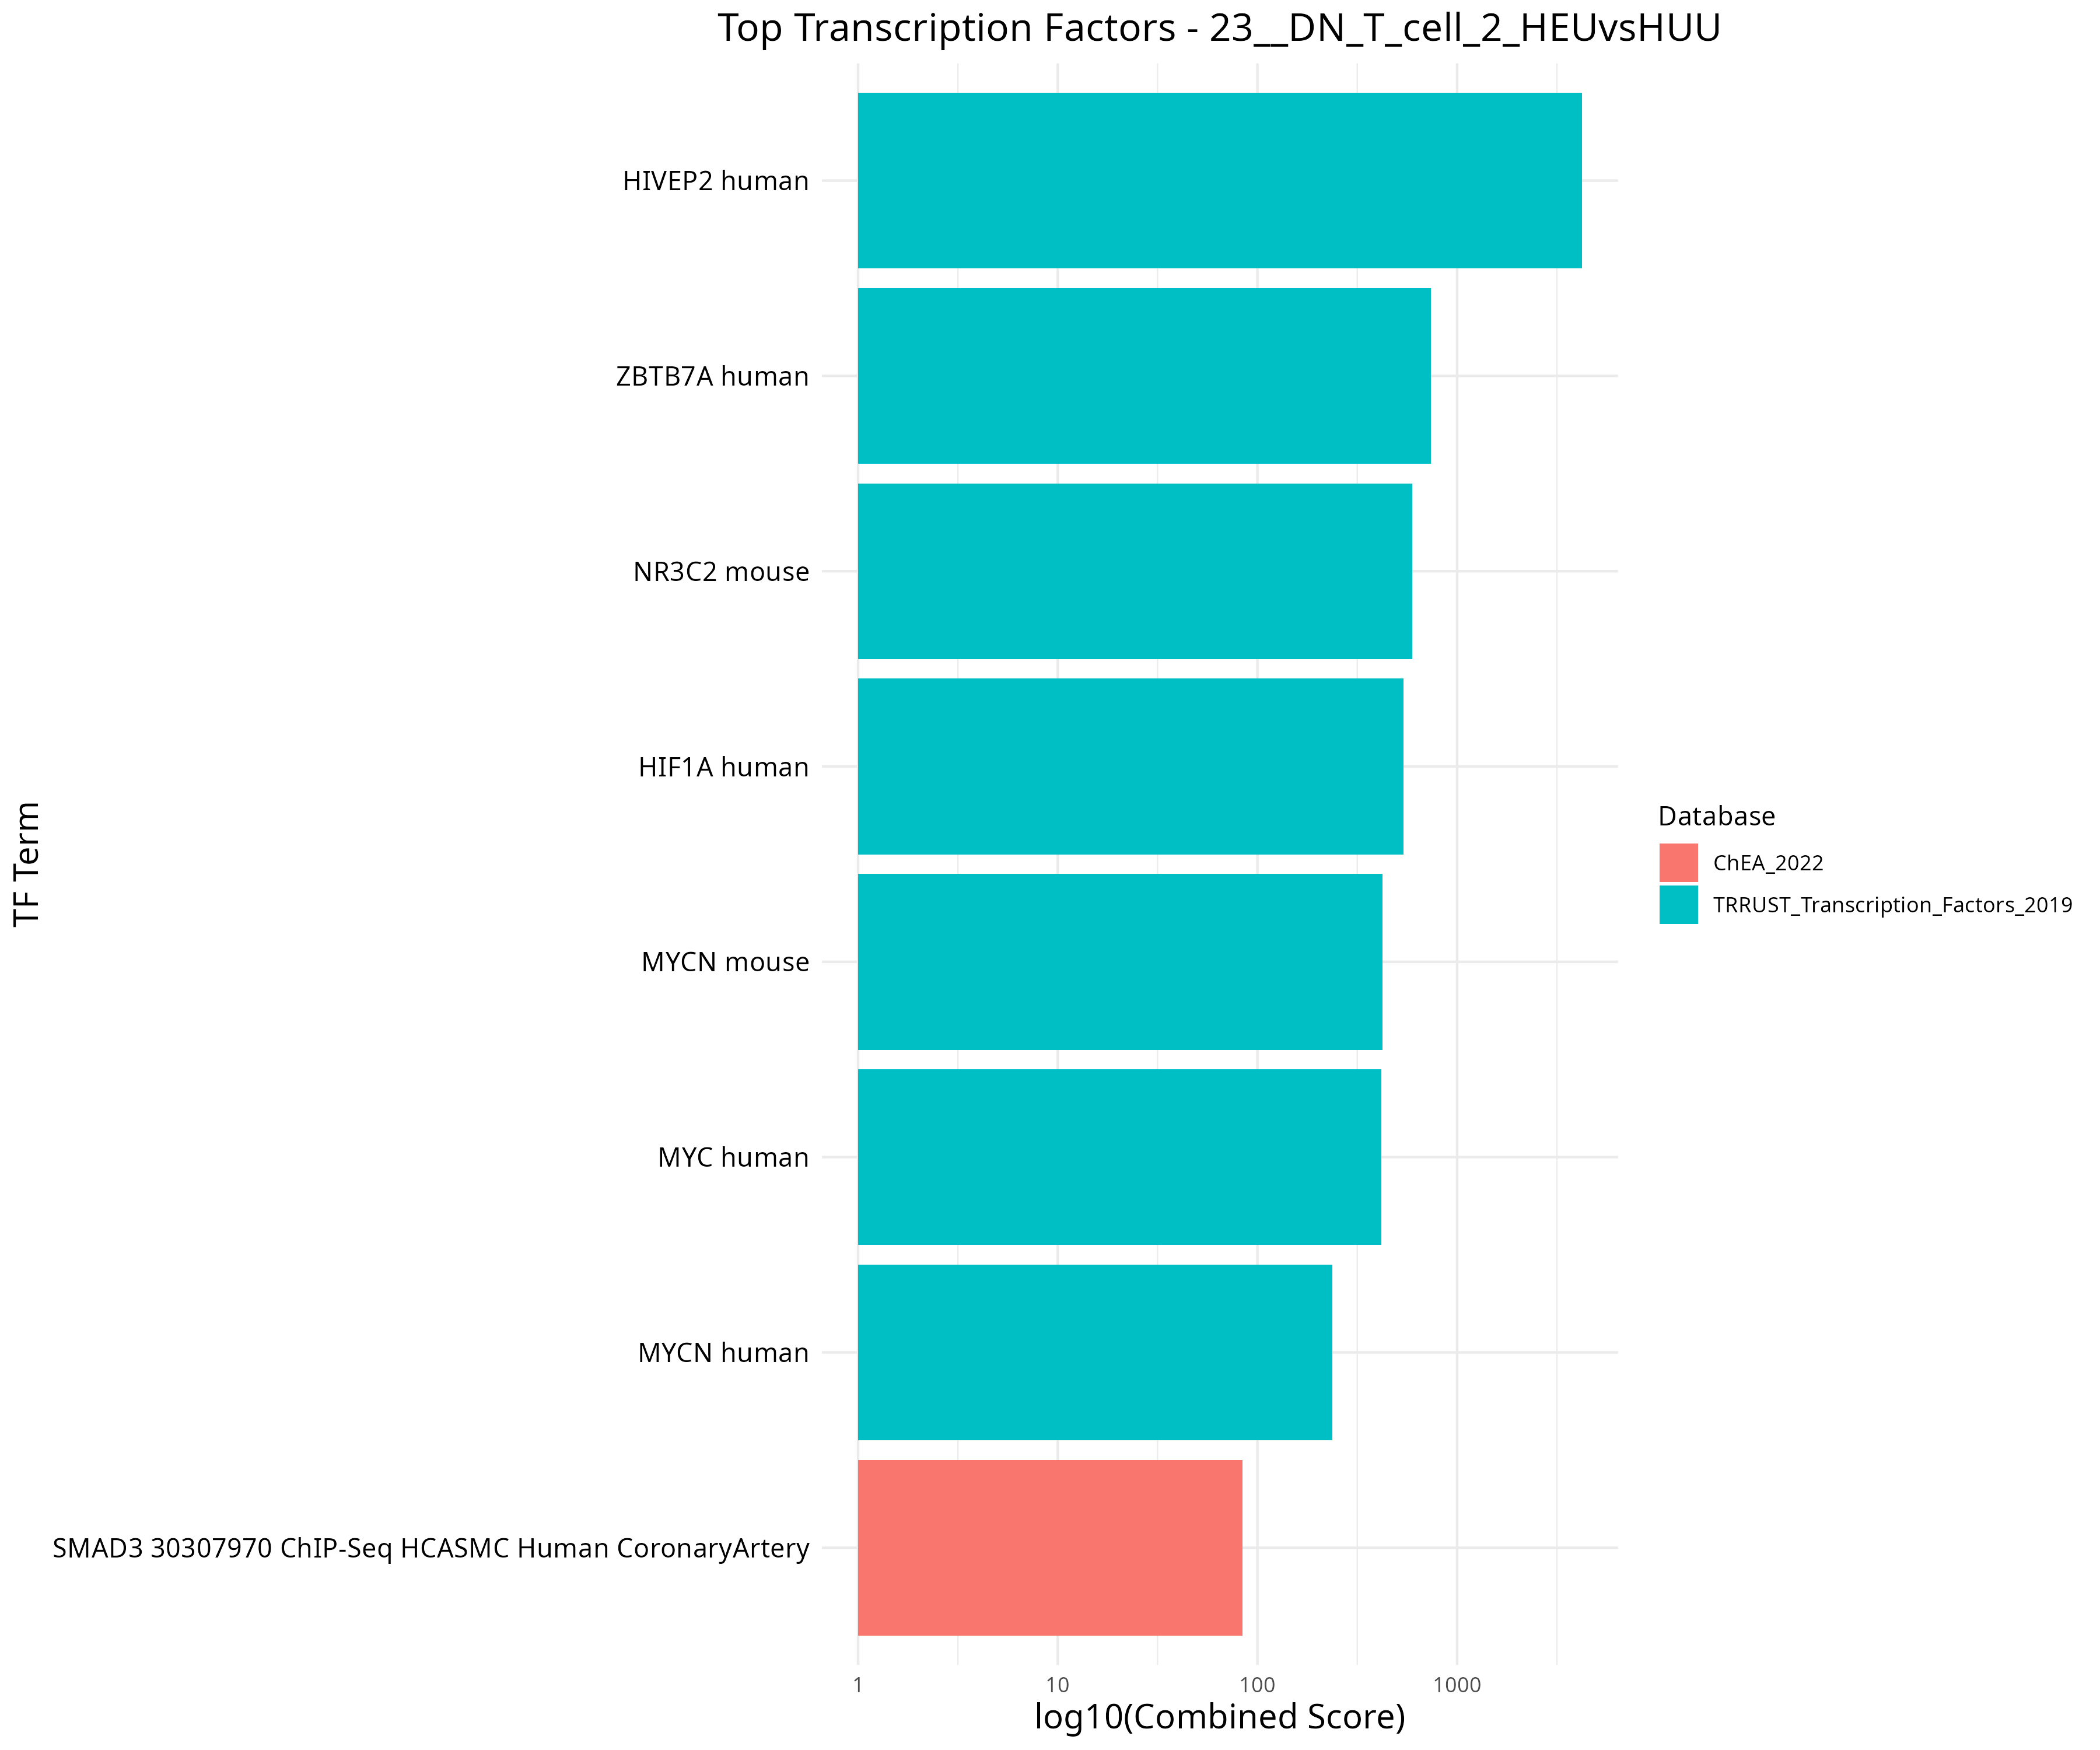 Top Transcription Factors - 23__DN_T_cell_2_HEUvsHUU
TF Term
HIVEP2 human
ZBTB7A human
NR3C2 mouse
HIF1A human
MYCN mouse
MYC human
MYCN human
SMAD3 30307970 ChIP-Seq HCASMC Human CoronaryArtery
1 10 100 1000
log10(Combined Score)
Database
ChEA_2022
TRRUST_Transcription_Factors_2019